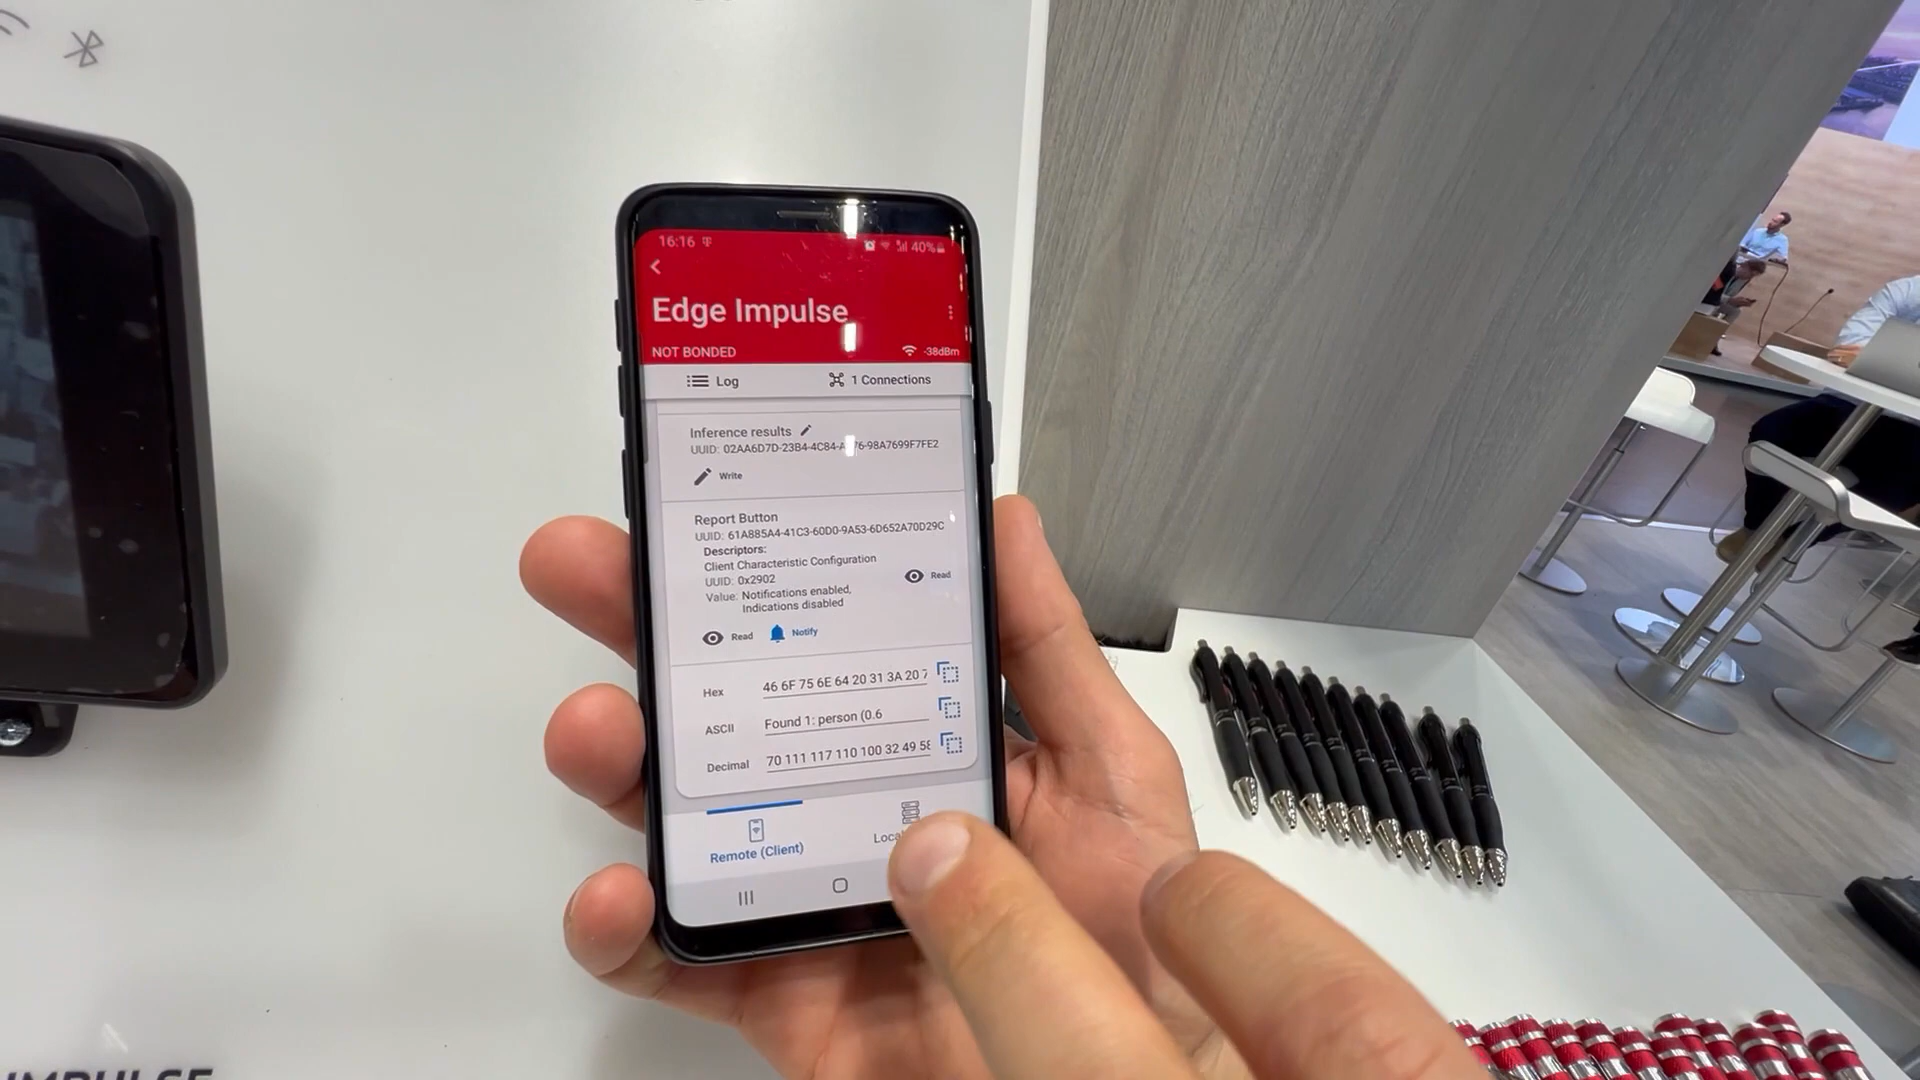 16:16
40%
Edge Impulse
NOT BONDED
-38dBm
Log
1 Connections
Inference results
UUID:
Write
Report Button
UUID: 61A885A4-41C3-60D0-9A53-6D652A70D29C
Descriptors:
Client Characteristic Configuration
UUID: 0x2902
Read
Value: Notifications enabled,
Indications disabled
Read
Notify
Hex
46 6F 75 6E 64 20 31 3A 20 7
ASCII
Found 1: person (0.6
Decimal
70 111 117 110 100 32 49 58
Remote (Client)
IMPULSE